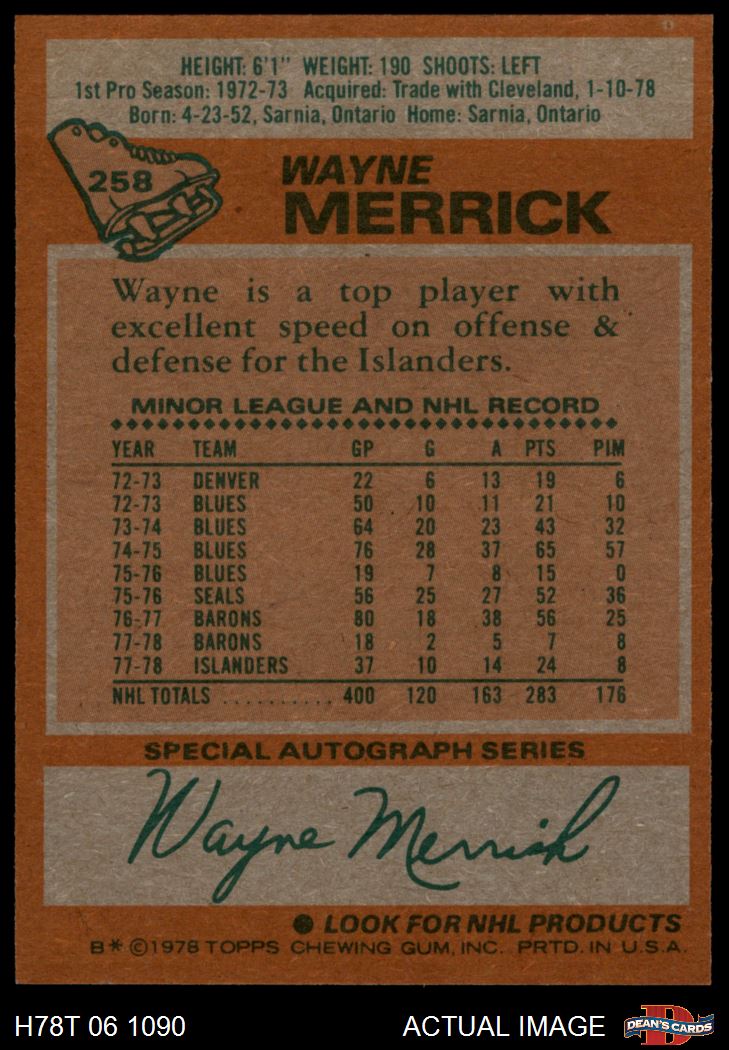 HEIGHT: 6'1" WEIGHT: 190 SHOOTS: LEFT
1st Pro Season: 1972-73 Acquired: Trade with Cleveland, 1-10-78
Born: 4-23-52, Sarnia, Ontario Home: Sarnia, Ontario
258
WAYNE
MERRICK
Wayne is a top player with
excellent speed on offense &
defense for the Islanders.
MINOR LEAGUE AND NHL RECORD
YEAR TEAM GP G A PTS PIM
72-73 DENVER 22 6 13 19 6
72-73 BLUES 50 10 11 21 10
73-74 BLUES 64 20 23 43 32
74-75 BLUES 76 28 37 65 57
75-76 BLUES 19 7 8 15 0
75-76 SEALS 56 25 27 52 36
76-77 BARONS 80 18 38 56 25
77-78 BARONS 18 2 5 7 8
77-78 ISLANDERS 37 10 14 24 8
NHL TOTALS .......... 400 120 163 283 176
SPECIAL AUTOGRAPH SERIES
Wayne Merrick
● LOOK FOR NHL PRODUCTS
B* ©1978 TOPPS CHEWING GUM, INC. PRTD. IN U.S.A.
H78T 06 1090 ACTUAL IMAGE DEAN'S CARDS